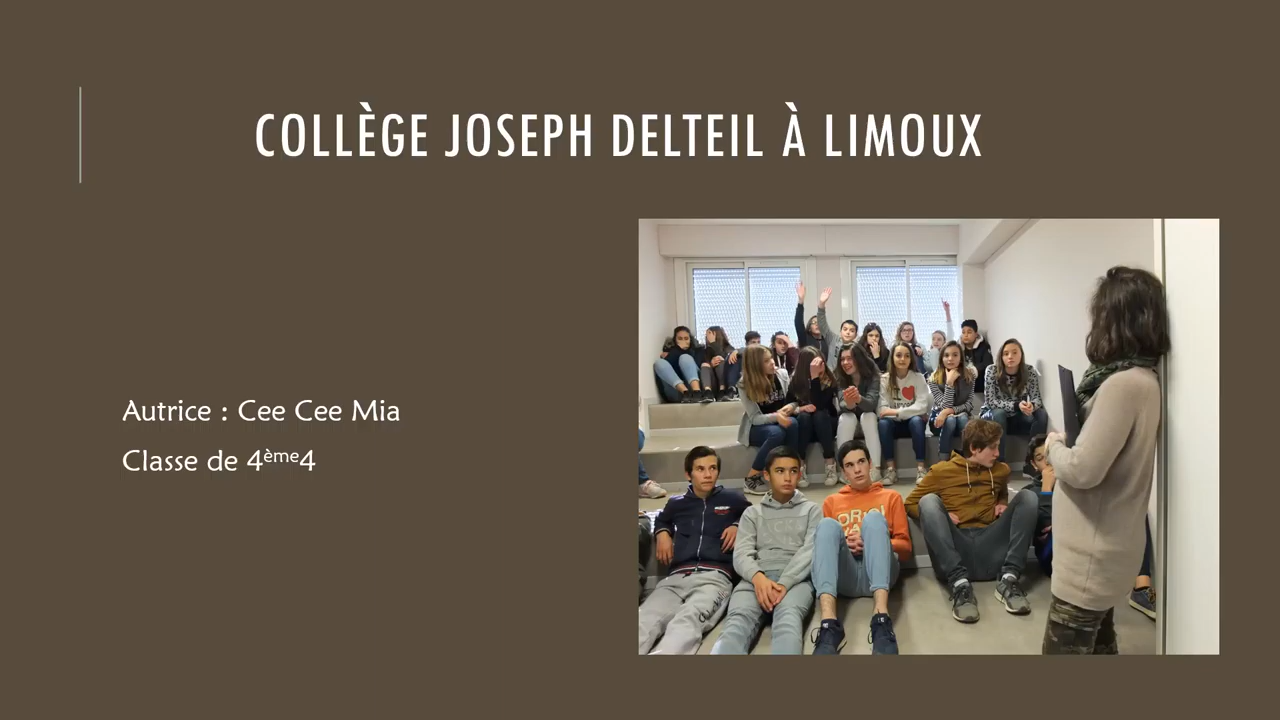 COLLÈGE JOSEPH DELTEIL À LIMOUX
Autrice : Cee Cee Mia
Classe de 4ème4